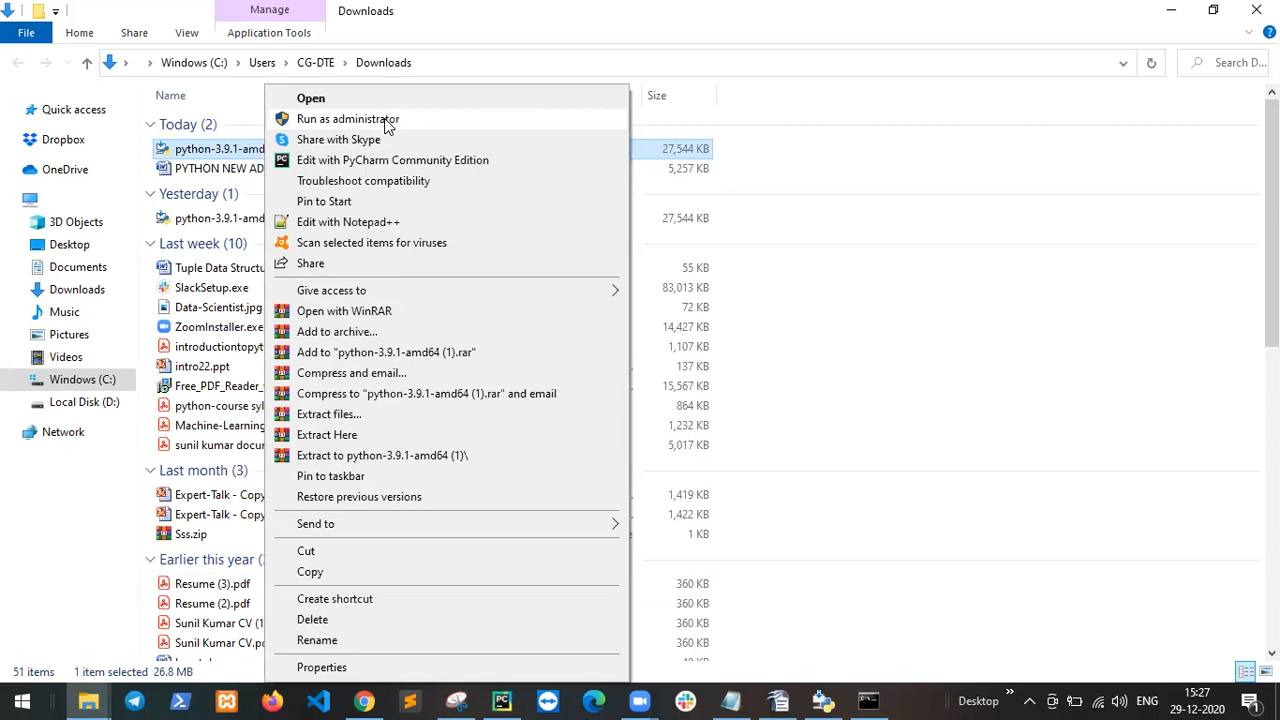 Manage
Downloads
File
Home
Share
View
Application Tools
Windows (C:)
Users
CG-DTE
Downloads
Search D...
Name
Size
Quick access
Dropbox
OneDrive
3D Objects
Desktop
Documents
Downloads
Music
Pictures
Videos
Windows (C:)
Local Disk (D:)
Network
Today (2)
python-3.9.1-amd
27,544 KB
PYTHON NEW AD
5,257 KB
Yesterday (1)
python-3.9.1-amd
27,544 KB
Last week (10)
Tuple Data Structu
55 KB
SlackSetup.exe
83,013 KB
Data-Scientist.jpg
72 KB
ZoomInstaller.exe
14,427 KB
introductiontopyt
1,107 KB
intro22.ppt
137 KB
Free_PDF_Reader_
15,567 KB
python-course syl
864 KB
Machine-Learning
1,232 KB
sunil kumar docu
5,017 KB
Last month (3)
Expert-Talk - Copy
1,419 KB
Expert-Talk - Copy
1,422 KB
Sss.zip
1 KB
Earlier this year (
Resume (3).pdf
360 KB
Resume (2).pdf
360 KB
Sunil Kumar CV (1
360 KB
Sunil Kumar CV.p
360 KB
Open
Run as administrator
Share with Skype
Edit with PyCharm Community Edition
Troubleshoot compatibility
Pin to Start
Edit with Notepad++
Scan selected items for viruses
Share
Give access to
Open with WinRAR
Add to archive...
Add to "python-3.9.1-amd64 (1).rar"
Compress and email...
Compress to "python-3.9.1-amd64 (1).rar" and email
Extract files...
Extract Here
Extract to python-3.9.1-amd64 (1)\
Pin to taskbar
Restore previous versions
Send to
Cut
Copy
Create shortcut
Delete
Rename
Properties
51 items
1 item selected 26.8 MB
Desktop
ENG
15:27
29-12-2020